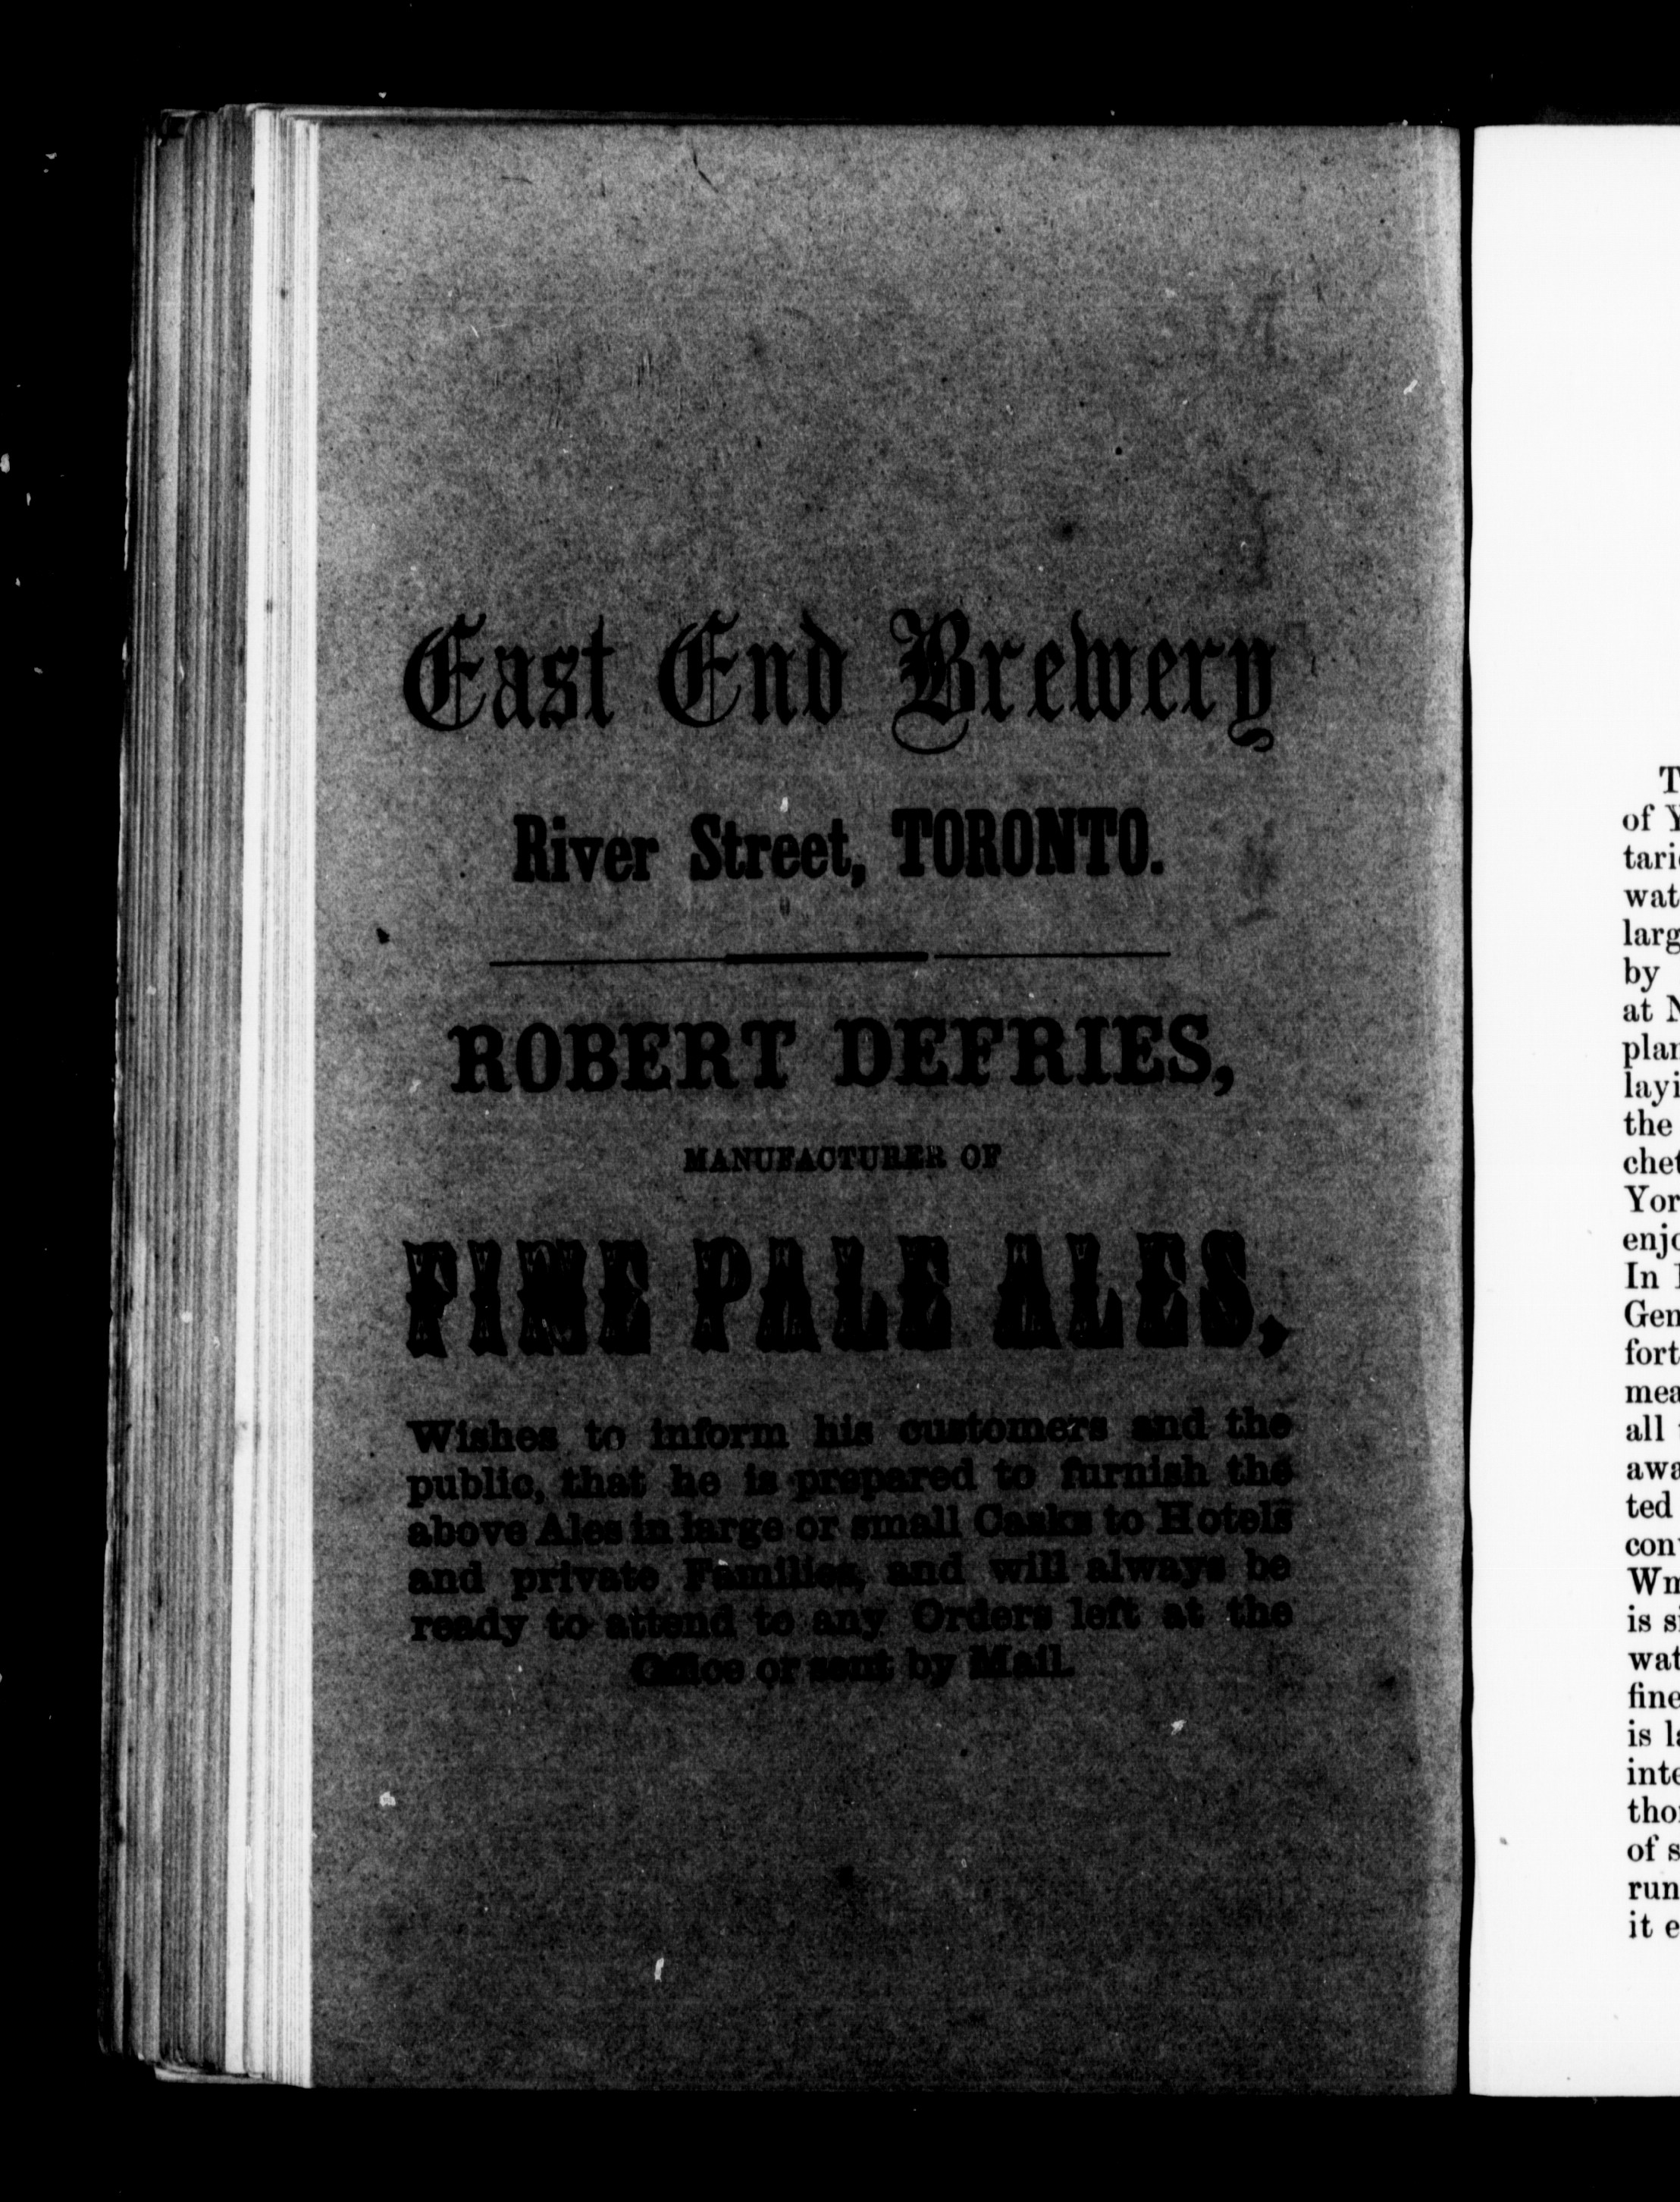 East End Brewery
River Street, TORONTO.
ROBERT DEFRIES,
MANUFACTURER OF
FINE PALE ALES,
Wishes to inform his customers and the
public, that he is prepared to furnish the
above Ales in large or small Casks to Hotels
and private Families, and will always be
ready to attend to any Orders left at the
Office or sent by Mail.
T
of Y
tari
wat
larg
by
at N
plan
layi
the
chet
Yor
enjo
In
Gen
fort
mea
all
awa
ted
con
Wm
is s
wat
fine
is la
inte
tho
of s
run
it e